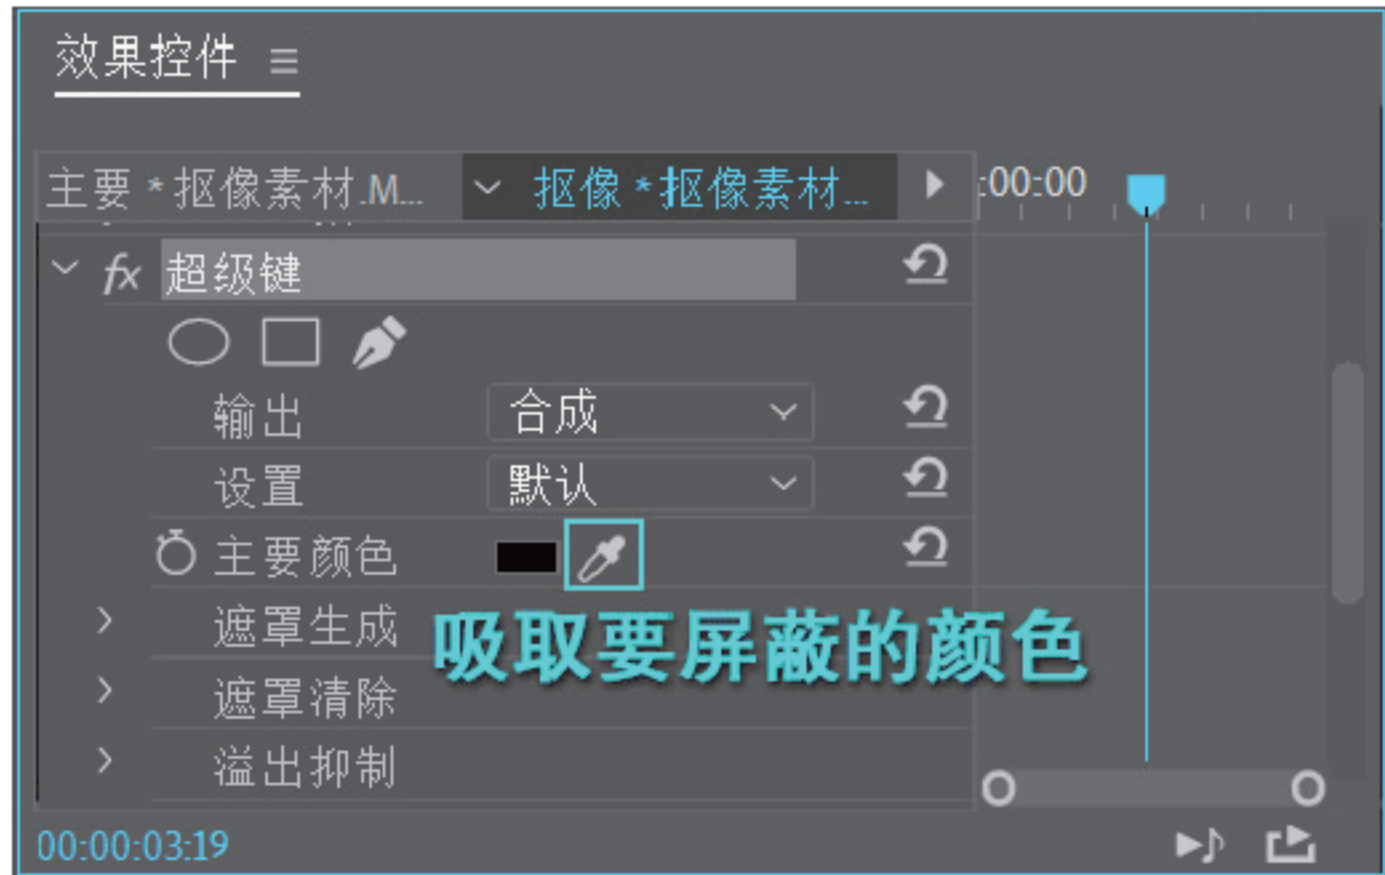 效果控件
主要*抠像素材.M... 抠像*抠像素材... :00:00
fx 超级键
输出 合成
设置 默认
主要颜色
吸取要屏蔽的颜色
遮罩生成
遮罩清除
溢出抑制
00:00:03:19